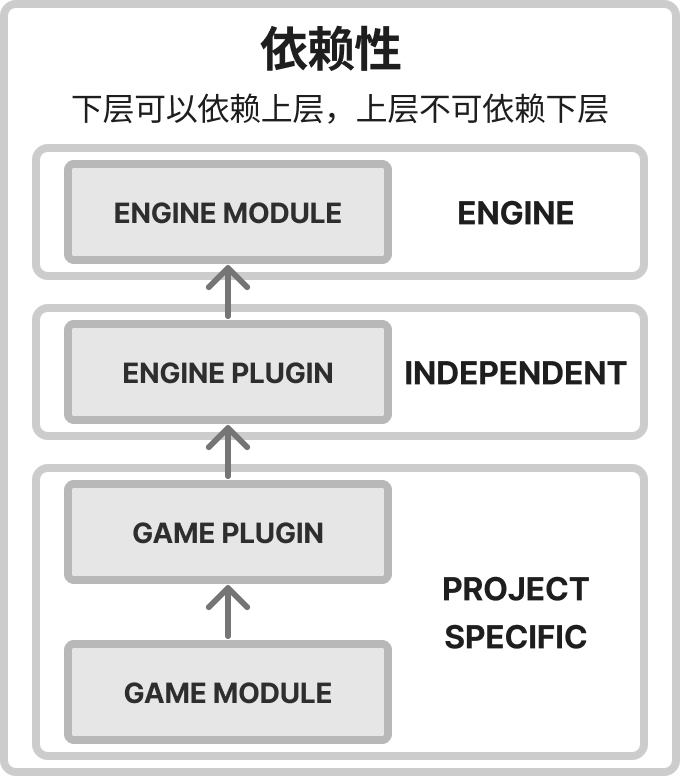 依赖性
下层可以依赖上层，上层不可依赖下层
ENGINE MODULE
ENGINE
ENGINE PLUGIN
INDEPENDENT
GAME PLUGIN
PROJECT
SPECIFIC
GAME MODULE